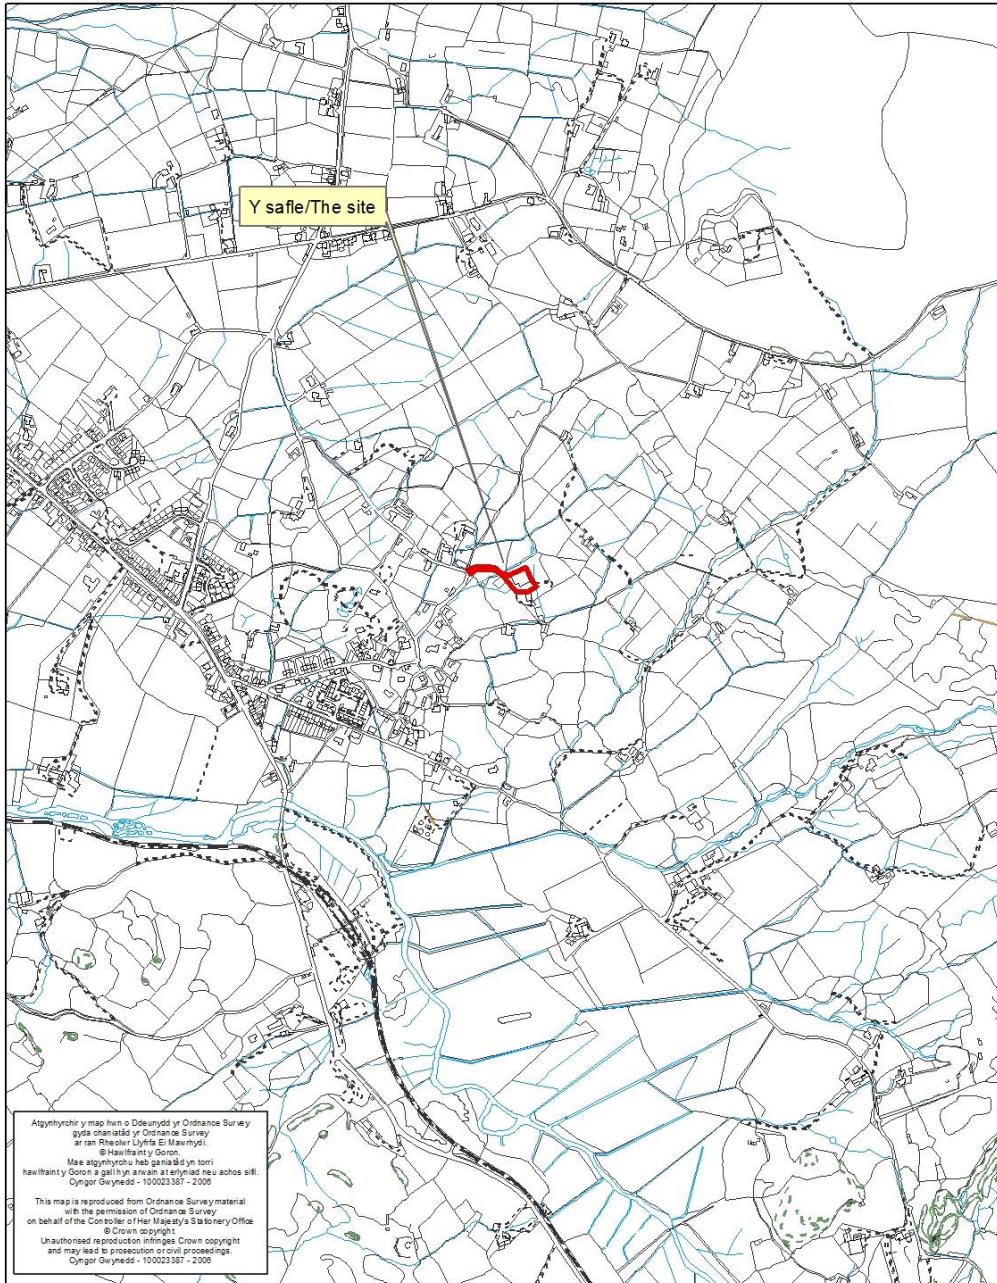 Y safle/The site
Atgynhyrchir y map hwn o Ddeunydd yr Ordnance Survey
gyda chaniatâd yr Ordnance Survey
ar ran Rheolwr Llyfrfa Ei Mawrhydi.
© Hawlfraint y Goron.
Mae atgynhyrchu heb ganiatâd yn torri
hawlfraint y Goron a gall hyn arwain at erlyniad neu achos sifil.
Cyngor Gwynedd - 100023387 - 2006
This map is reproduced from Ordnance Survey material
with the permission of Ordnance Survey
on behalf of the Controller of Her Majesty's Stationery Office
© Crown copyright.
Unauthorised reproduction infringes Crown copyright
and may lead to prosecution or civil proceedings.
Cyngor Gwynedd - 100023387 - 2006